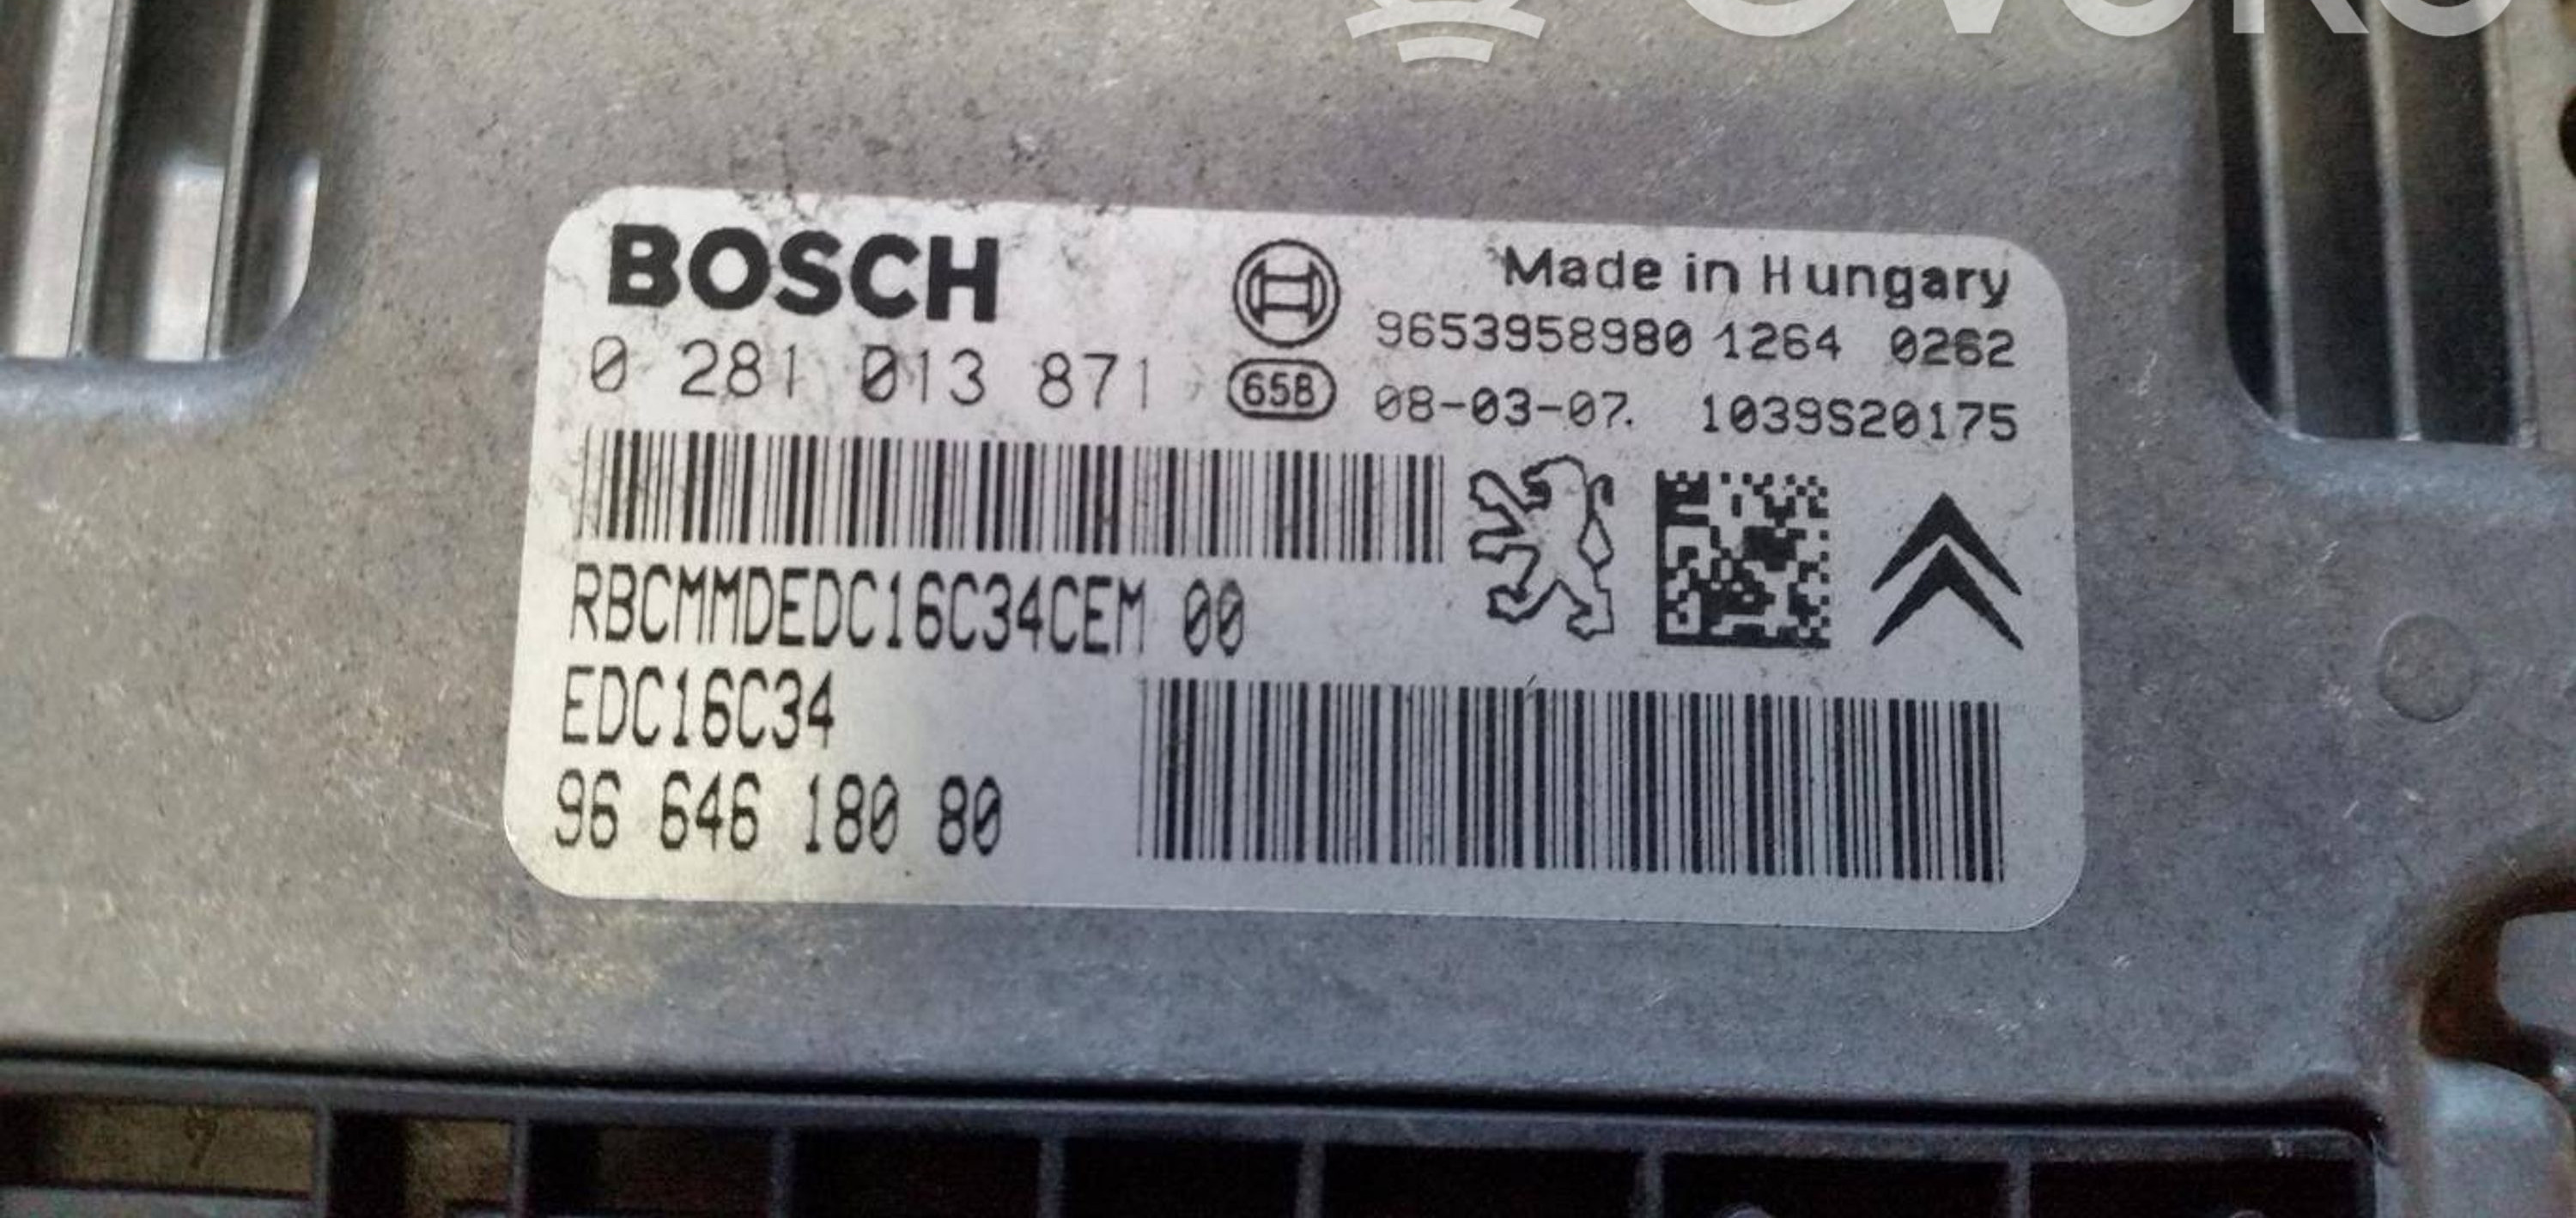 BOSCH
Made in Hungary
9653958980 1264 0262
0 281 013 871
658
08-03-07. 1039S20175
RBCMMDEDC16C34CEM 00
EDC16C34
96 646 180 80